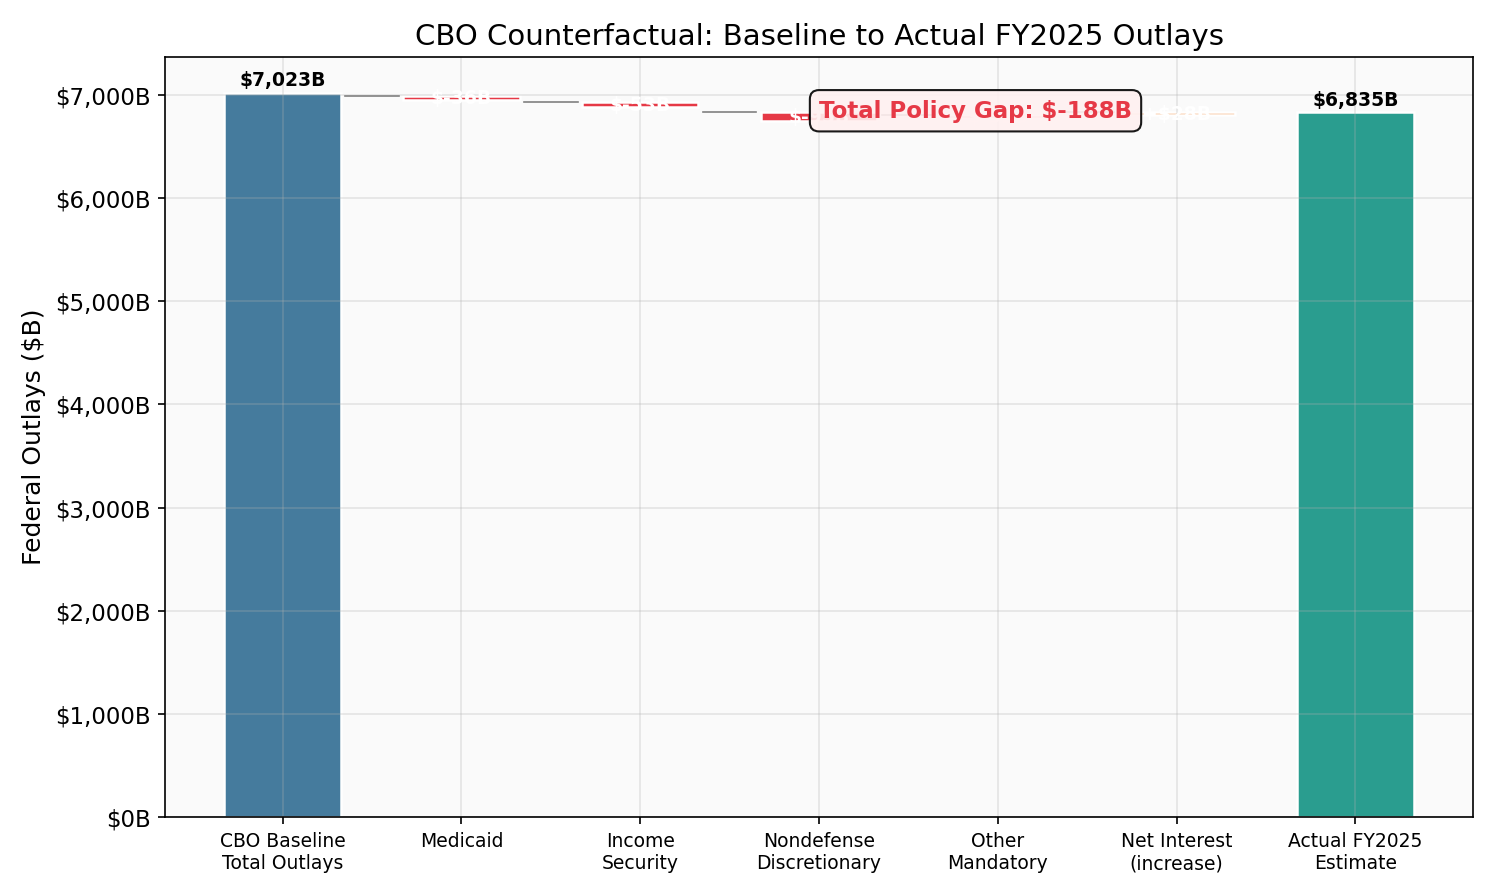 CBO Counterfactual: Baseline to Actual FY2025 Outlays
Federal Outlays ($B)
$7,000B
$6,000B
$5,000B
$4,000B
$3,000B
$2,000B
$1,000B
$0B
$7,023B
Total Policy Gap: $-188B
$6,835B
CBO Baseline
Total Outlays
Medicaid
Income
Security
Nondefense
Discretionary
Other
Mandatory
Net Interest
(increase)
Actual FY2025
Estimate